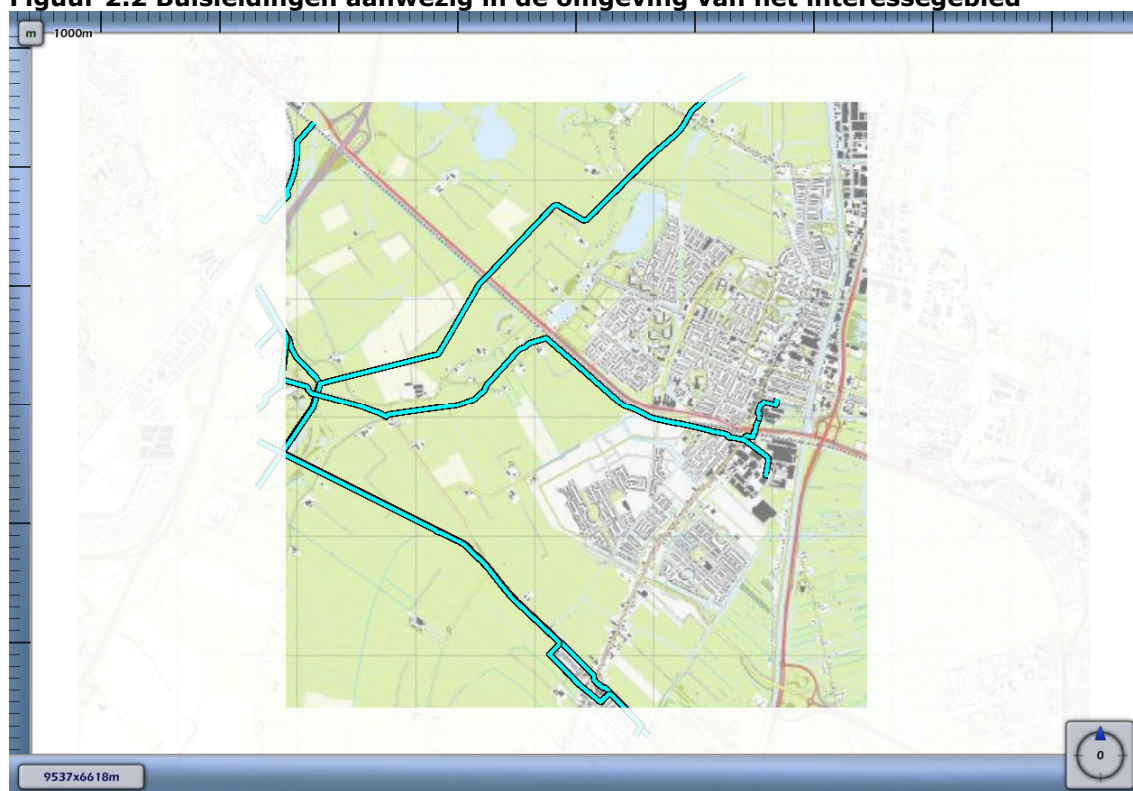 Figuur 2.2 Buisleidingen aanwezig in de omgeving van het interessegebied
m
1000m
9537x6618m
0